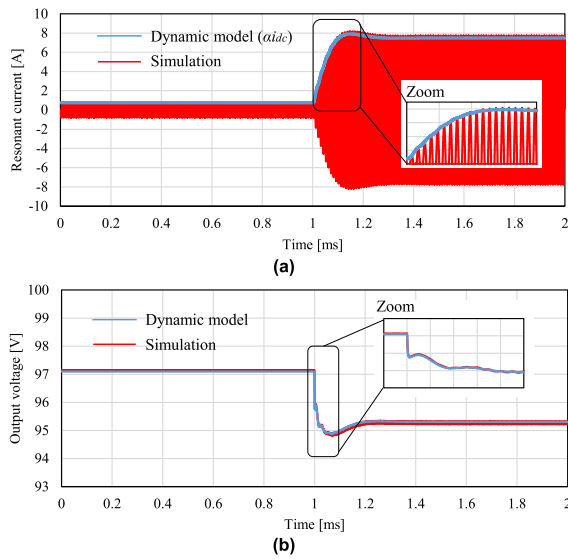 10
8
6
4
2
0
-2
-4
-6
-8
-10
Resonant current [A]
Dynamic model (αidc)
Simulation
Zoom
0 0.2 0.4 0.6 0.8 1 1.2 1.4 1.6 1.8 2
Time [ms]
(a)
100
99
98
97
96
95
94
93
Output voltage [V]
Dynamic model
Simulation
Zoom
0 0.2 0.4 0.6 0.8 1 1.2 1.4 1.6 1.8 2
Time [ms]
(b)